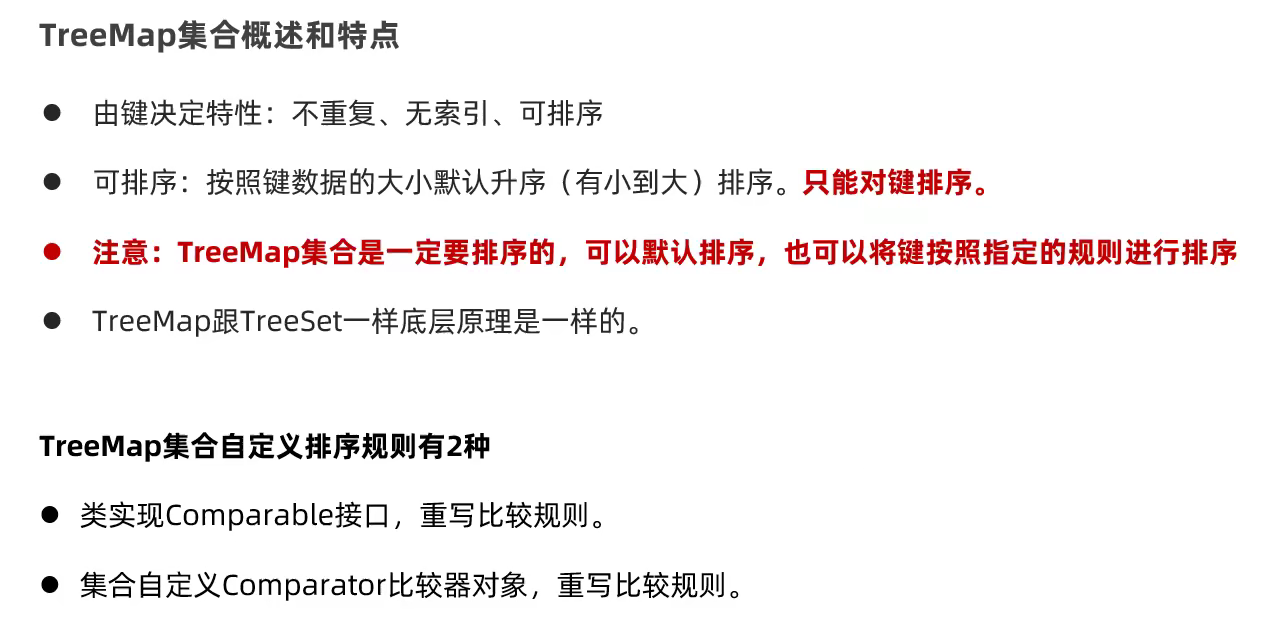 TreeMap集合概述和特点
● 由键决定特性：不重复、无索引、可排序
● 可排序：按照键数据的大小默认升序（有小到大）排序。只能对键排序。
● 注意：TreeMap集合是一定要排序的，可以默认排序，也可以将键按照指定的规则进行排序
● TreeMap跟TreeSet一样底层原理是一样的。
TreeMap集合自定义排序规则有2种
● 类实现Comparable接口，重写比较规则。
● 集合自定义Comparator比较器对象，重写比较规则。